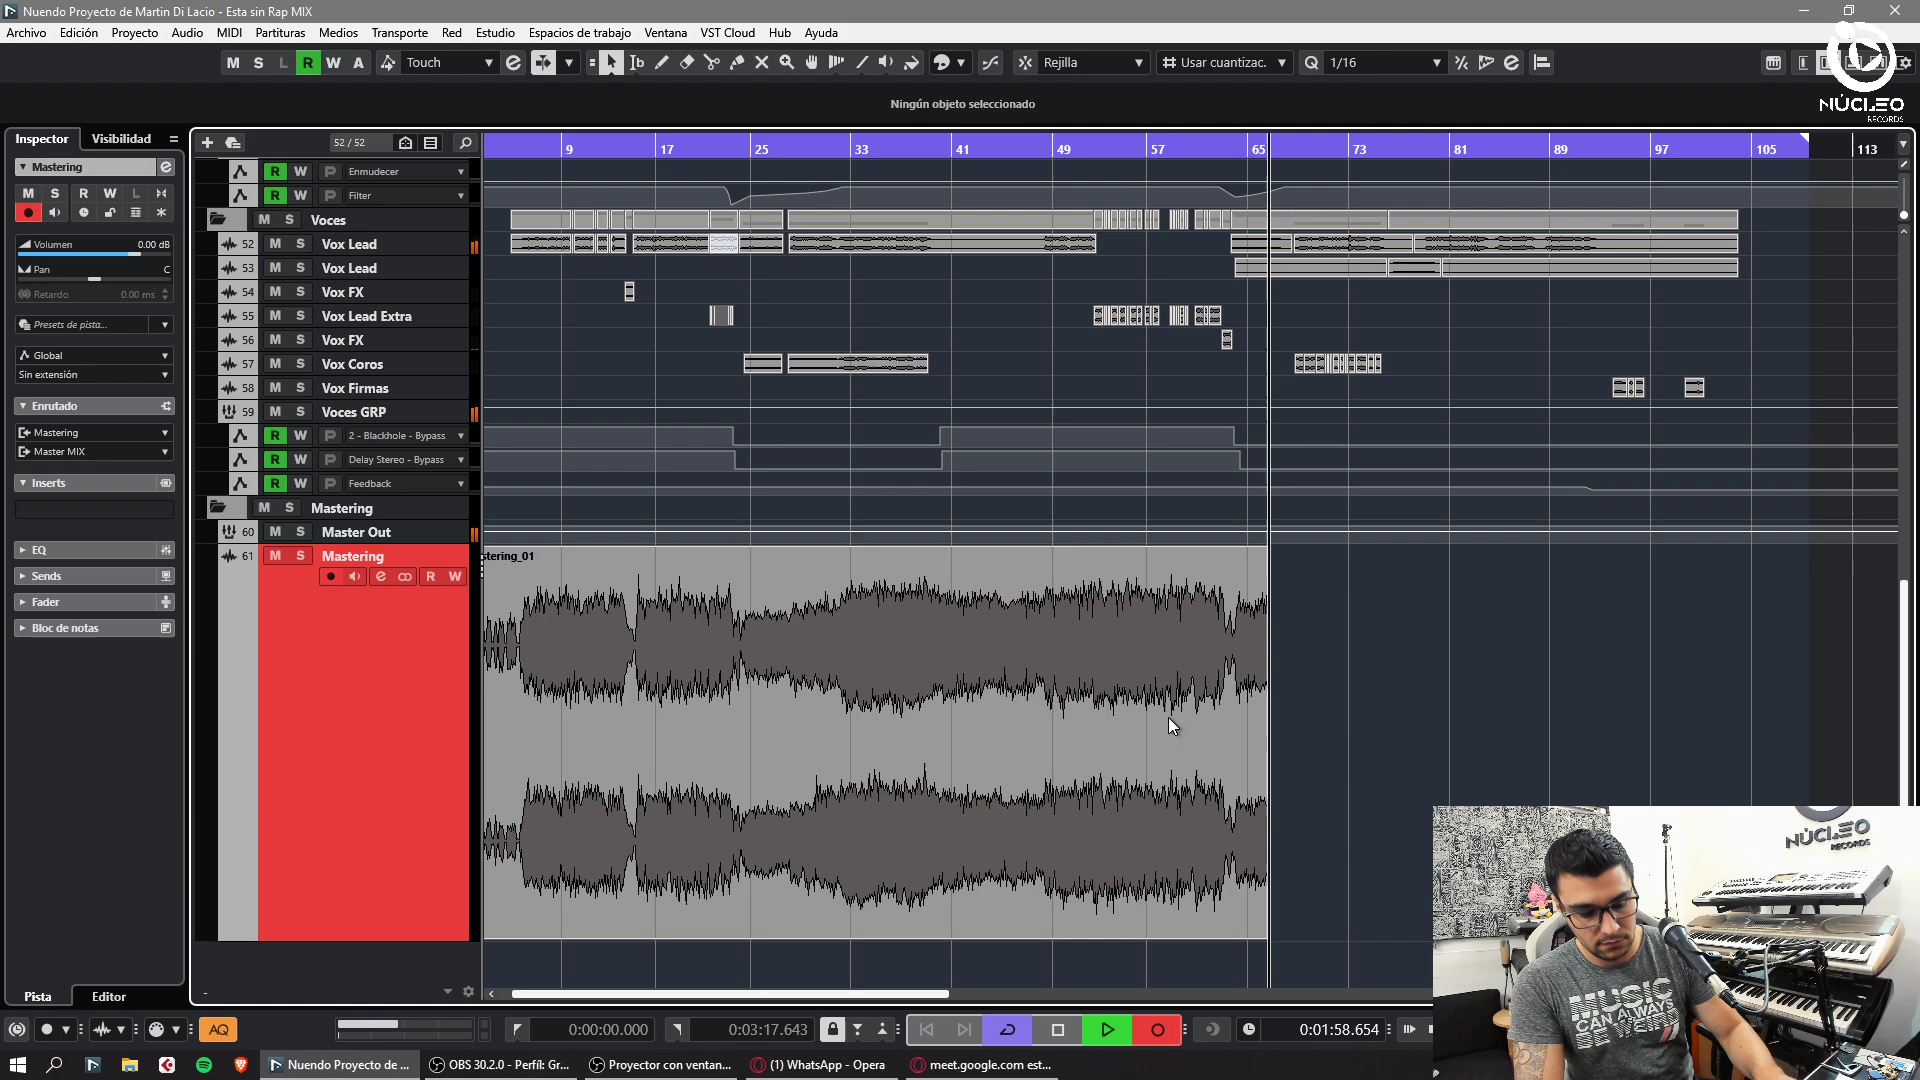 Nuendo Proyecto de Martin Di Lacio - Esta sin Rap MIX
Archivo Edición Proyecto Audio MIDI Partituras Medios Transporte Red Estudio Espacios de trabajo Ventana VST Cloud Hub Ayuda
M S L R W A Touch Rejilla Usar cuantizac. Q 1/16
NÚCLEO
RECORDS
Ningún objeto seleccionado
Inspector Visibilidad
52 / 52
9 17 25 33 41 49 57 65 73 81 89 97 105 113
Mastering
M S R W L
Volumen 0.00 dB
Pan C
Retardo 0.00 ms
Presets de pista...
Global
Sin extensión
Enrutado
Mastering
Master MIX
Inserts
EQ
Sends
Fader
Bloc de notas
R W P Enmudecer
R W P Filter
M S Voces
52 M S Vox Lead
53 M S Vox Lead
54 M S Vox FX
55 M S Vox Lead Extra
56 M S Vox FX
57 M S Vox Coros
58 M S Vox Firmas
59 M S Voces GRP
R W P 2 - Blackhole - Bypass
R W P Delay Stereo - Bypass
R W P Feedback
M S Mastering
60 M S Master Out
61 M S Mastering
R W
stering_01
NÚCLEO
RECORDS
MUSIC
CAN ALWAYS
BE
Pista Editor
AQ 0:00:00.000 0:03:17.643 0:01:58.654
Nuendo Proyecto de ... OBS 30.2.0 - Perfil: Gr... Proyector con ventan... (1) WhatsApp - Opera meet.google.com est...